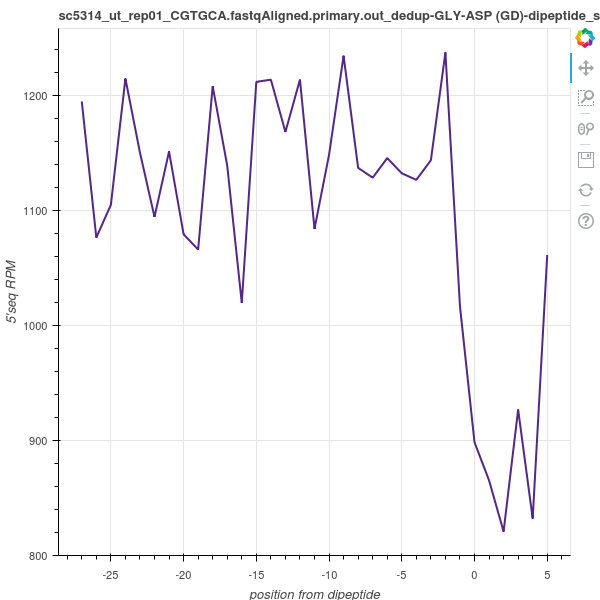 sc5314_ut_rep01_CGTGCA.fastqAligned.primary.out_dedup-GLY-ASP (GD)-dipeptide_s
1200
1100
1000
900
800
5'seq RPM
-25 -20 -15 -10 -5 0 5
position from dipeptide